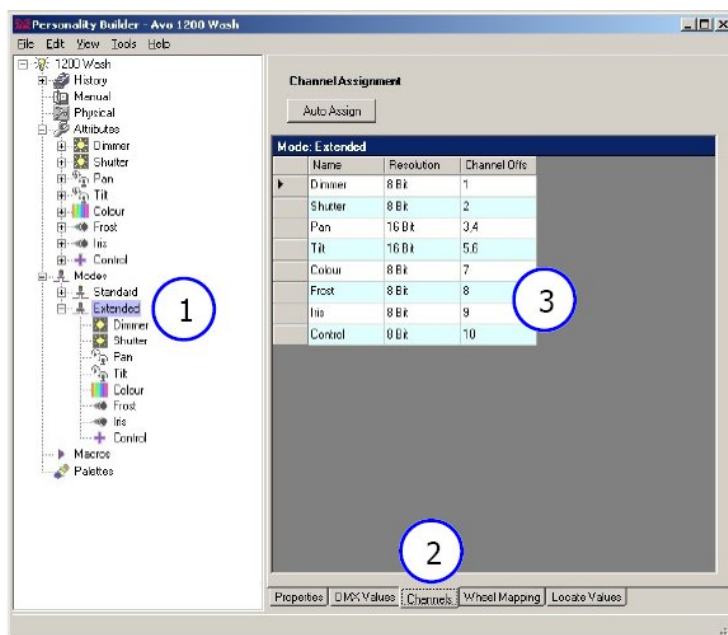 Personality Builder - Avo 1200 Wash
File Edit View Tools Help
1200 Wash
History
Manual
Physical
Attributes
Dimmer
Shutter
Pan
Tilt
Colour
Frost
Iris
Control
Modes
Standard
Extended
Dimmer
Shutter
Pan
Tilt
Colour
Frost
Iris
Control
Macros
Palettes
1
Channel Assignment
Auto Assign
Mode: Extended
Name Resolution Channel Offs
Dimmer 8 Bit 1
Shutter 8 Bit 2
Pan 16 Bit 3,4
Tilt 16 Bit 5,6
Colour 8 Bit 7
Frost 8 Bit 8
Iris 8 Bit 9
Control 8 Bit 10
3
2
Properties DMX Values Channels Wheel Mapping Locate Values